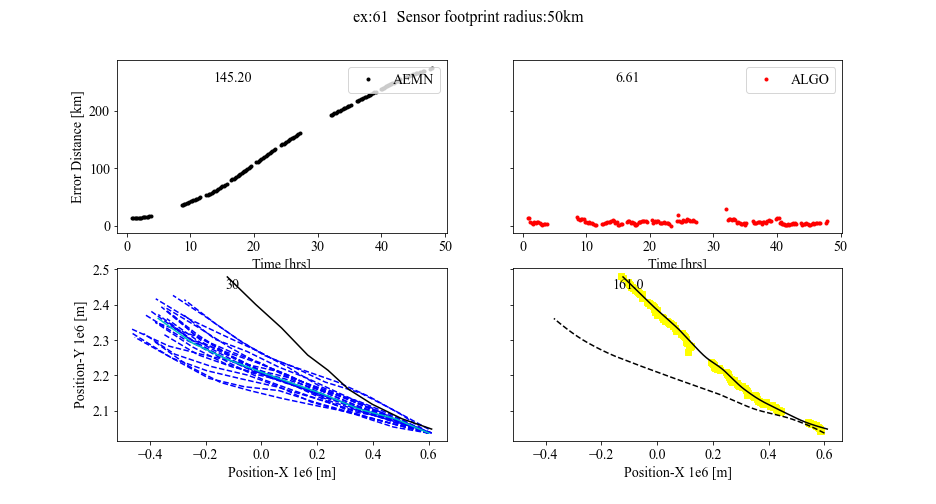 ex:61 Sensor footprint radius:50km
145.20
AEMN
6.61
ALGO
Error Distance [km]
200
100
0
0 10 20 30 40 50
0 10 20 30 40 50
Time [hrs]
Time [hrs]
30
161.0
Position-Y 1e6 [m]
2.5
2.4
2.3
2.2
2.1
−0.4 −0.2 0.0 0.2 0.4 0.6
−0.4 −0.2 0.0 0.2 0.4 0.6
Position-X 1e6 [m]
Position-X 1e6 [m]